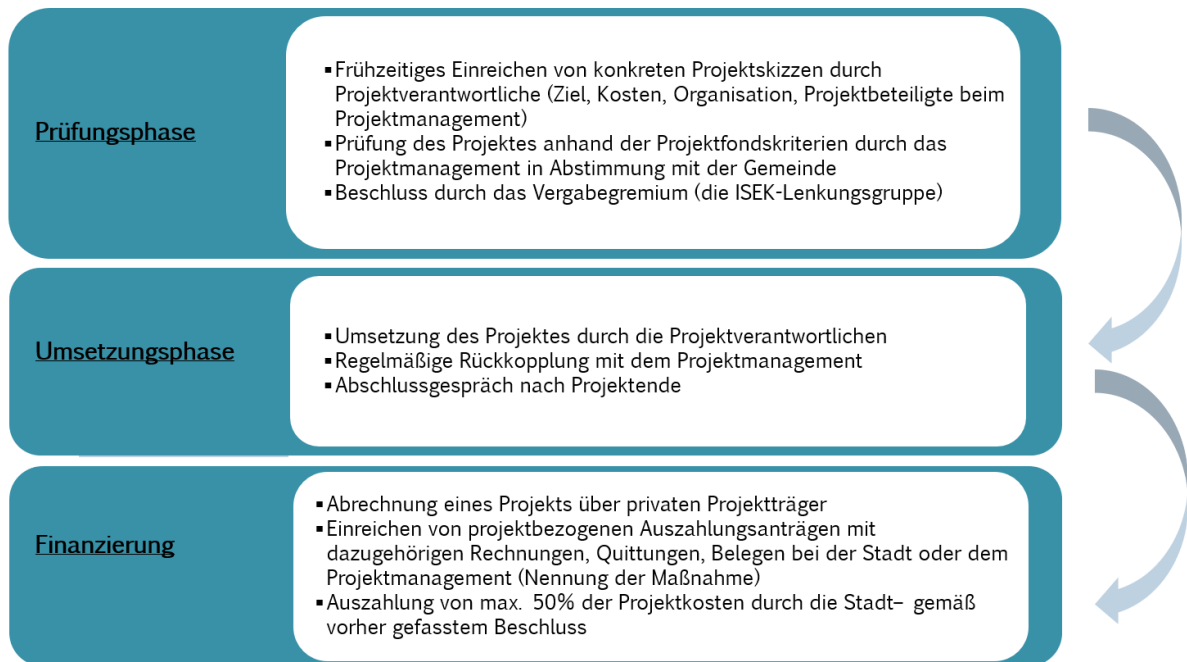 Prüfungsphase
▪Frühzeitiges Einreichen von konkreten Projektskizzen durch
Projektverantwortliche (Ziel, Kosten, Organisation, Projektbeteiligte beim
Projektmanagement)
▪Prüfung des Projektes anhand der Projektfondskriterien durch das
Projektmanagement in Abstimmung mit der Gemeinde
▪Beschluss durch das Vergabegremium (die ISEK-Lenkungsgruppe)
Umsetzungsphase
▪Umsetzung des Projektes durch die Projektverantwortlichen
▪Regelmäßige Rückkopplung mit dem Projektmanagement
▪Abschlussgespräch nach Projektende
Finanzierung
▪Abrechnung eines Projekts über privaten Projektträger
▪Einreichen von projektbezogenen Auszahlungsanträgen mit
dazugehörigen Rechnungen, Quittungen, Belegen bei der Stadt oder dem
Projektmanagement (Nennung der Maßnahme)
▪Auszahlung von max. 50% der Projektkosten durch die Stadt– gemäß
vorher gefasstem Beschluss